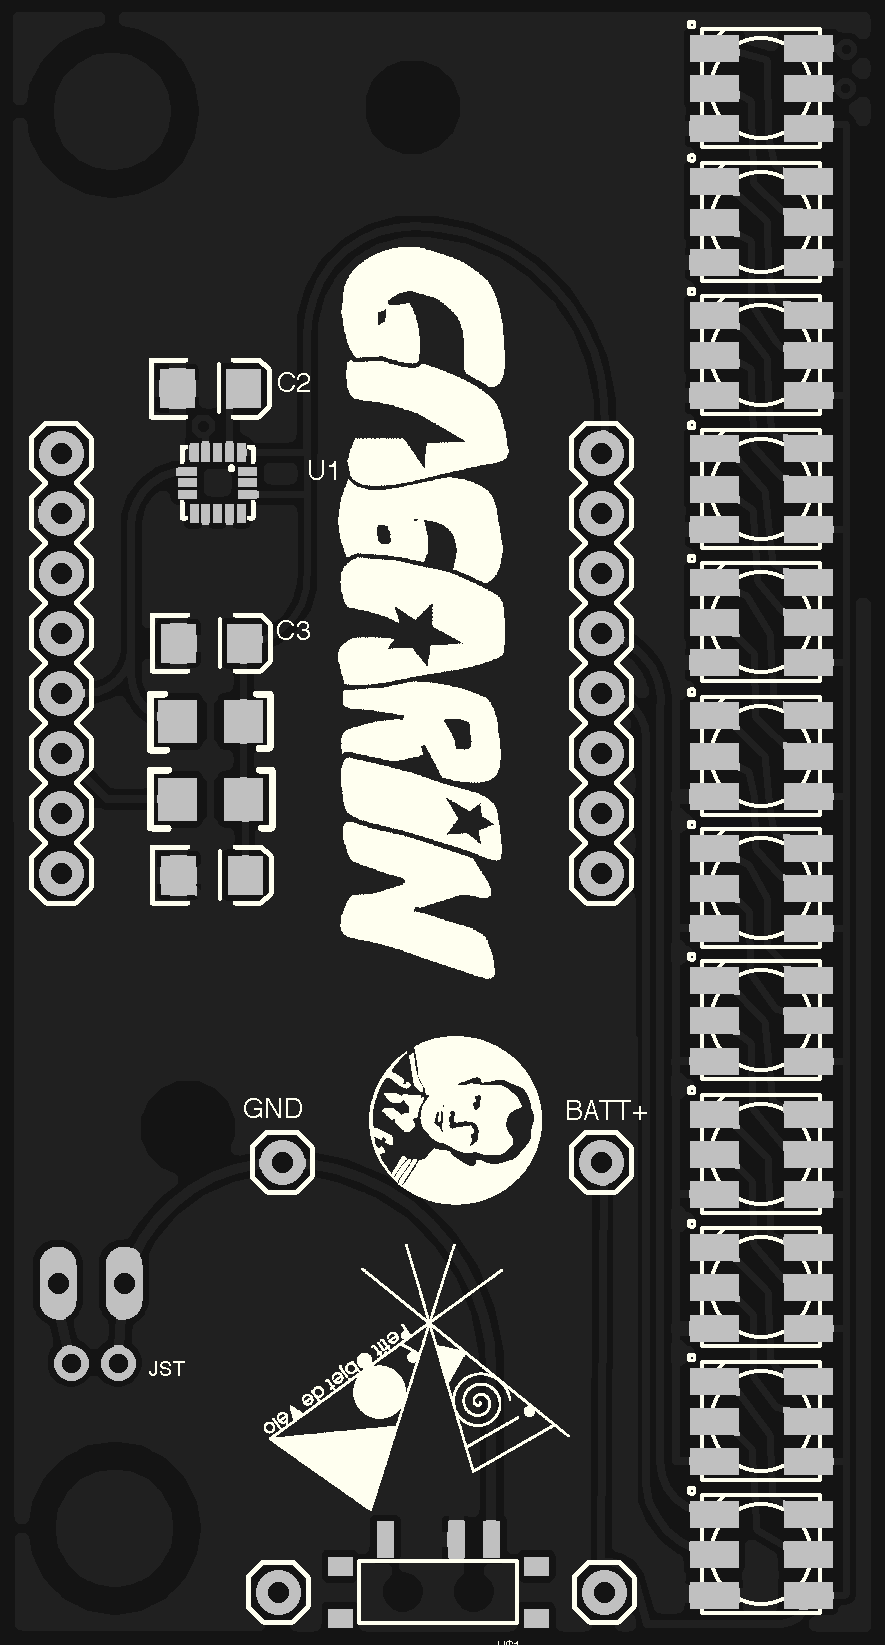 C2
U1
GAGARIN
C3
GND
BATT+
Petit objet de Vélo
JST